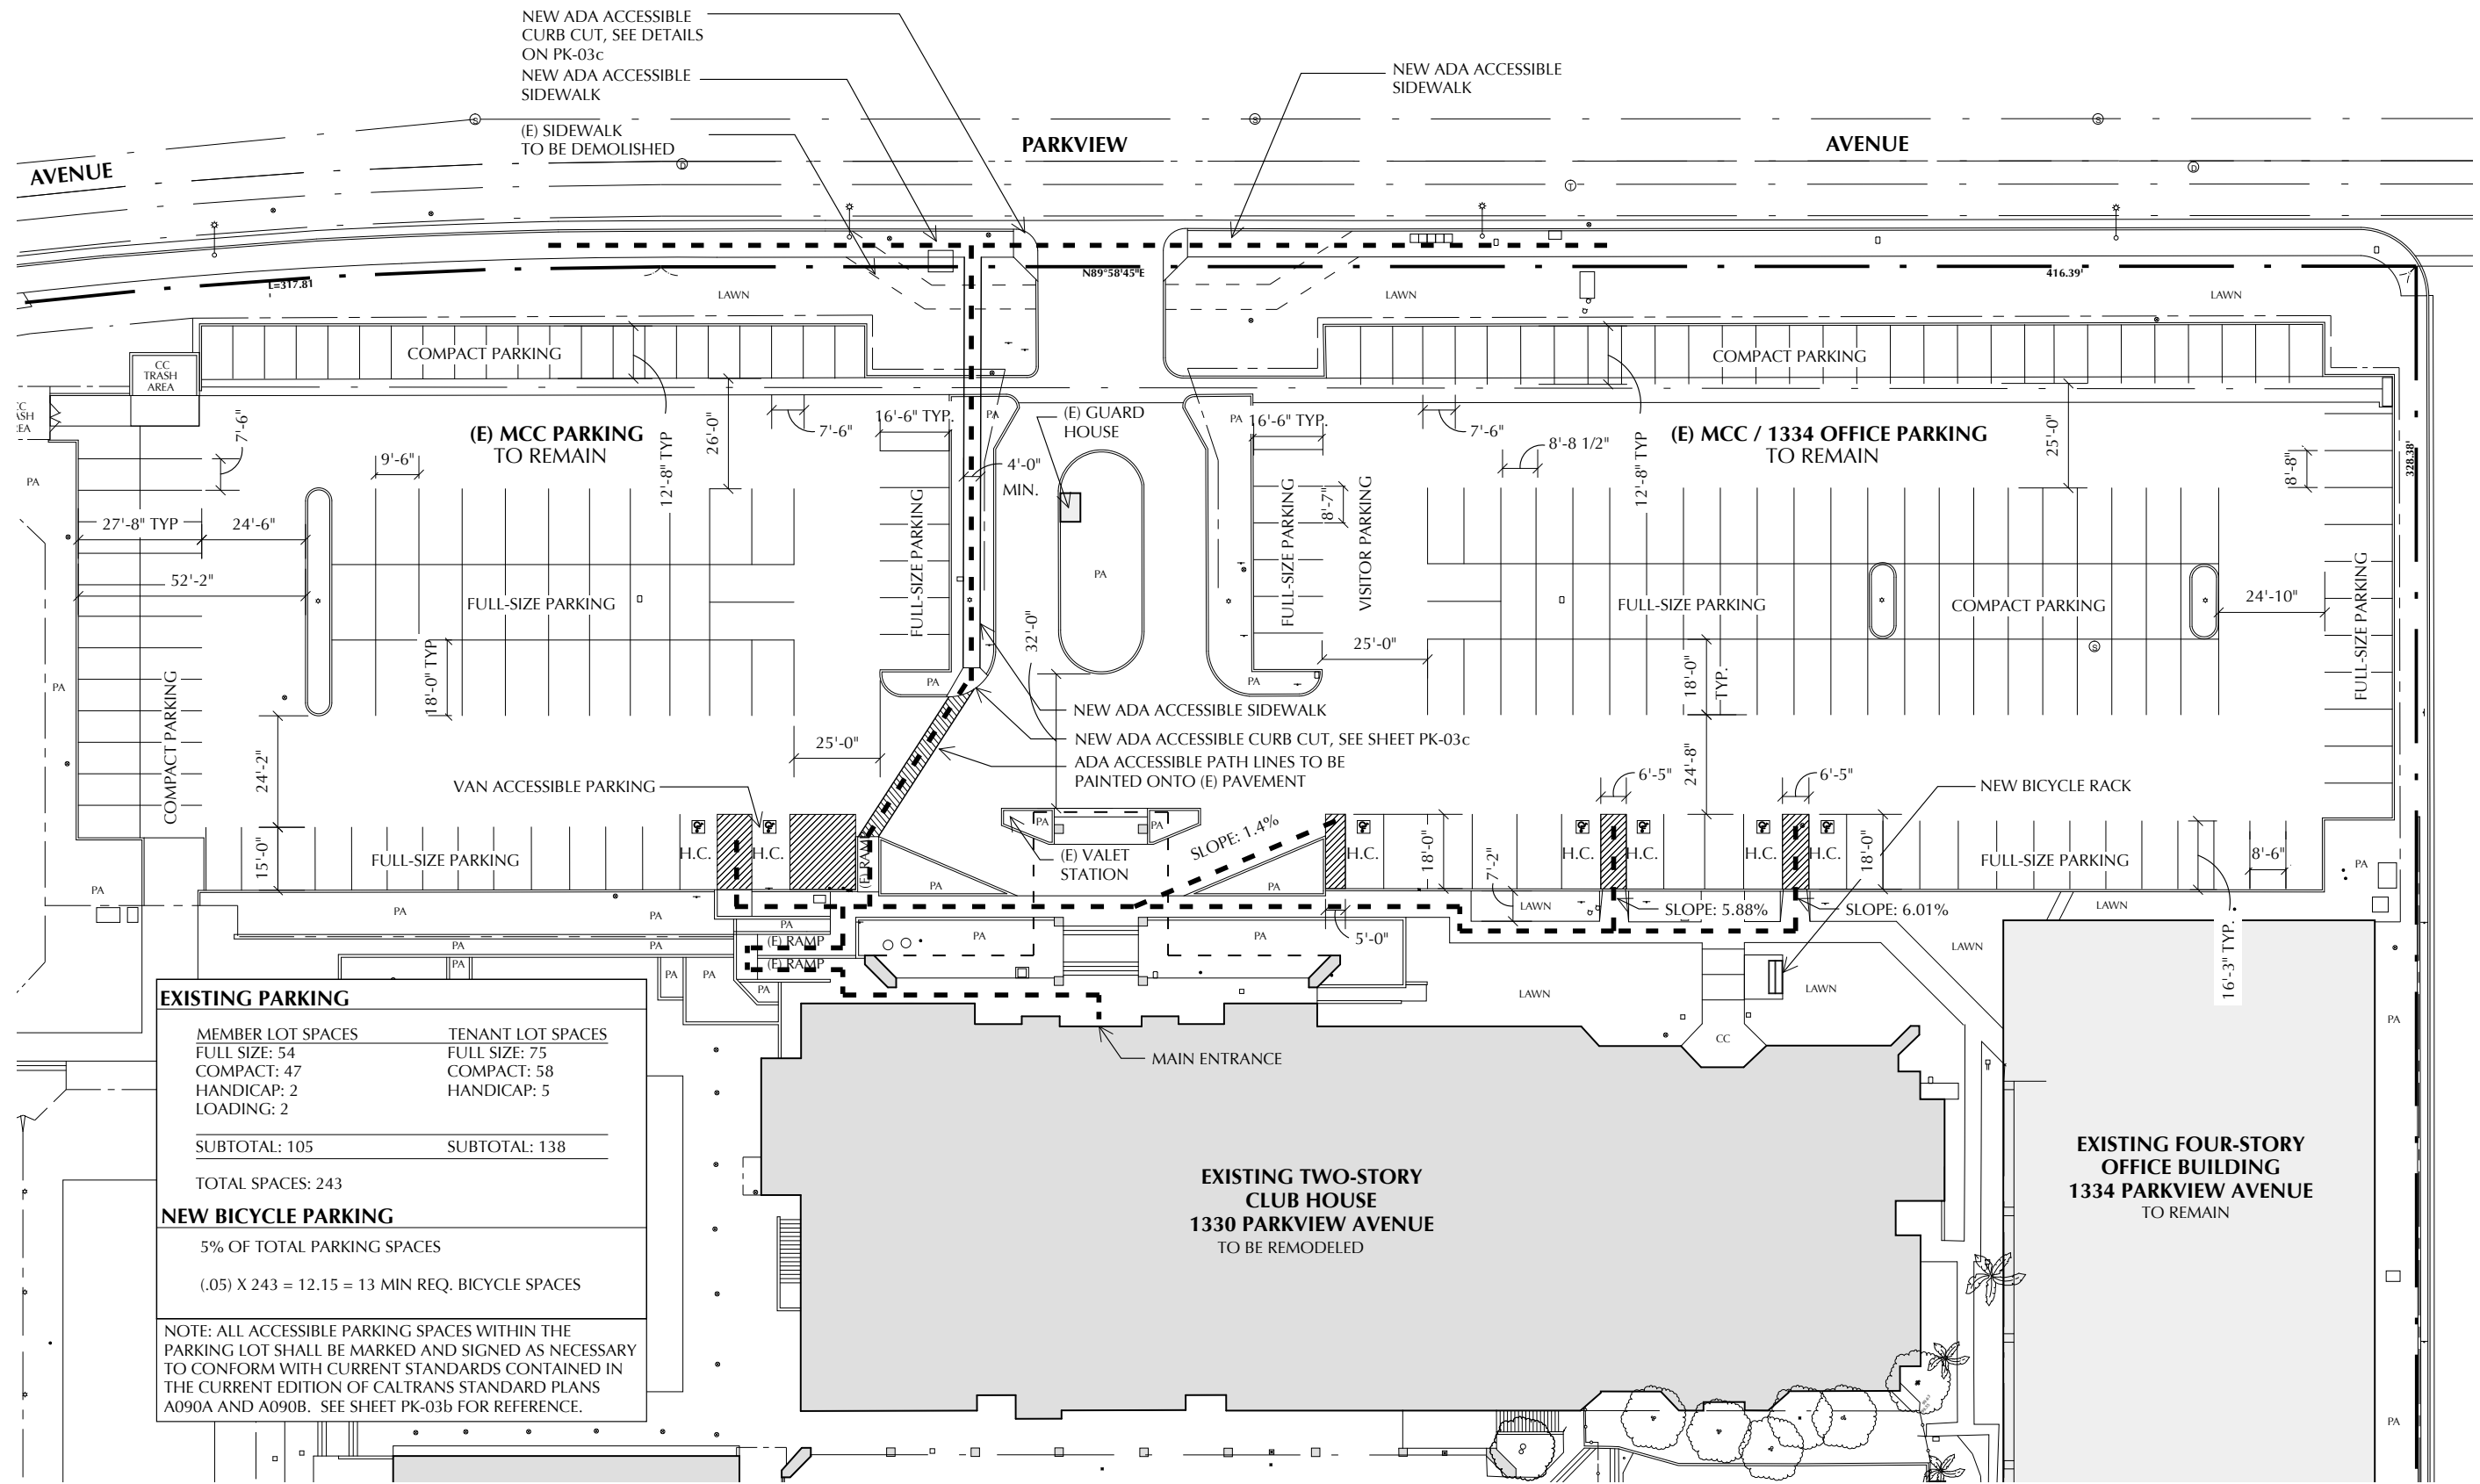 NEW ADA ACCESSIBLE
CURB CUT, SEE DETAILS
ON PK-03c
NEW ADA ACCESSIBLE
SIDEWALK
(E) SIDEWALK
TO BE DEMOLISHED
NEW ADA ACCESSIBLE
SIDEWALK
AVENUE
PARKVIEW
AVENUE
S
S
S
D
D
T
L=317.81'
N89°58'45"E
416.39'
328.38'
LAWN
LAWN
LAWN
COMPACT PARKING
COMPACT PARKING
CC
TRASH
AREA
(E) MCC PARKING
TO REMAIN
(E) MCC / 1334 OFFICE PARKING
TO REMAIN
7'-6"
9'-6"
12'-8" TYP
26'-0"
7'-6"
16'-6" TYP.
PA
(E) GUARD
HOUSE
4'-0"
MIN.
PA
16'-6" TYP.
7'-6"
8'-8 1/2"
12'-8" TYP
25'-0"
8'-8"
PA
27'-8" TYP
24'-6"
52'-2"
FULL-SIZE PARKING
FULL-SIZE PARKING
PA
32'-0"
FULL-SIZE PARKING
8'-7"
VISITOR PARKING
FULL-SIZE PARKING
COMPACT PARKING
24'-10"
FULL-SIZE PARKING
S
PA
COMPACT PARKING
18'-0" TYP
25'-0"
18'-0"
TYP.
PA
PA
NEW ADA ACCESSIBLE SIDEWALK
NEW ADA ACCESSIBLE CURB CUT, SEE SHEET PK-03c
ADA ACCESSIBLE PATH LINES TO BE
PAINTED ONTO (E) PAVEMENT
24'-2"
25'-0"
24'-8"
6'-5"
6'-5"
VAN ACCESSIBLE PARKING
NEW BICYCLE RACK
15'-0"
FULL-SIZE PARKING
H.C.
H.C.
(E) RAMP
PA
PA
(E) VALET
STATION
SLOPE: 1.4%
H.C.
18'-0"
7'-2"
H.C.
H.C.
H.C.
H.C.
18'-0"
FULL-SIZE PARKING
8'-6"
PA
PA
PA
PA
PA
PA
PA
LAWN
SLOPE: 5.88%
SLOPE: 6.01%
LAWN
PA
PA
PA
(E) RAMP
(E) RAMP
PA
PA
5'-0"
LAWN
16'-3" TYP.
PA
PA
PA
PA
LAWN
LAWN
CC
PA
PA
MAIN ENTRANCE
EXISTING PARKING
MEMBER LOT SPACES
TENANT LOT SPACES
FULL SIZE: 54
FULL SIZE: 75
COMPACT: 47
COMPACT: 58
HANDICAP: 2
HANDICAP: 5
LOADING: 2
SUBTOTAL: 105
SUBTOTAL: 138
TOTAL SPACES: 243
NEW BICYCLE PARKING
5% OF TOTAL PARKING SPACES
(.05) X 243 = 12.15 = 13 MIN REQ. BICYCLE SPACES
NOTE: ALL ACCESSIBLE PARKING SPACES WITHIN THE
PARKING LOT SHALL BE MARKED AND SIGNED AS NECESSARY
TO CONFORM WITH CURRENT STANDARDS CONTAINED IN
THE CURRENT EDITION OF CALTRANS STANDARD PLANS
A090A AND A090B. SEE SHEET PK-03b FOR REFERENCE.
EXISTING TWO-STORY
CLUB HOUSE
1330 PARKVIEW AVENUE
TO BE REMODELED
EXISTING FOUR-STORY
OFFICE BUILDING
1334 PARKVIEW AVENUE
TO REMAIN